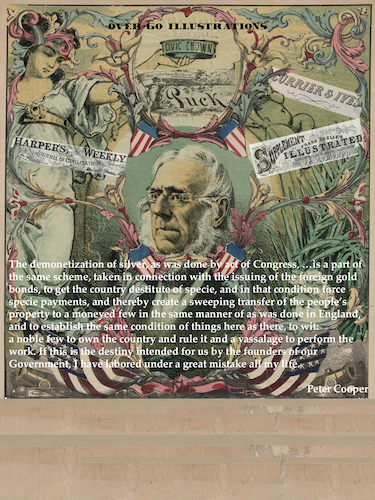 OVER 60 ILLUSTRATIONS
CIVIC CROWN
Puck
CURRIER & IVES
HARPER'S WEEKLY
JOURNAL OF CIVILIZATION
SUPPLEMENT
FRANK LESLIE'S
ILLUSTRATED
The demonetization of silver, as was done by act of Congress,…is a part of
the same scheme, taken in connection with the issuing of the foreign gold
bonds, to get the country destitute of specie, and in that condition force
specie payments, and thereby create a sweeping transfer of the people's
property to a moneyed few in the same manner of as was done in England,
and to establish the same condition of things here as there, to wit:
a noble few to own the country and rule it and a vassalage to perform the
work. If this is the destiny intended for us by the founders of our
Government, I have labored under a great mistake all my life.
Peter Cooper